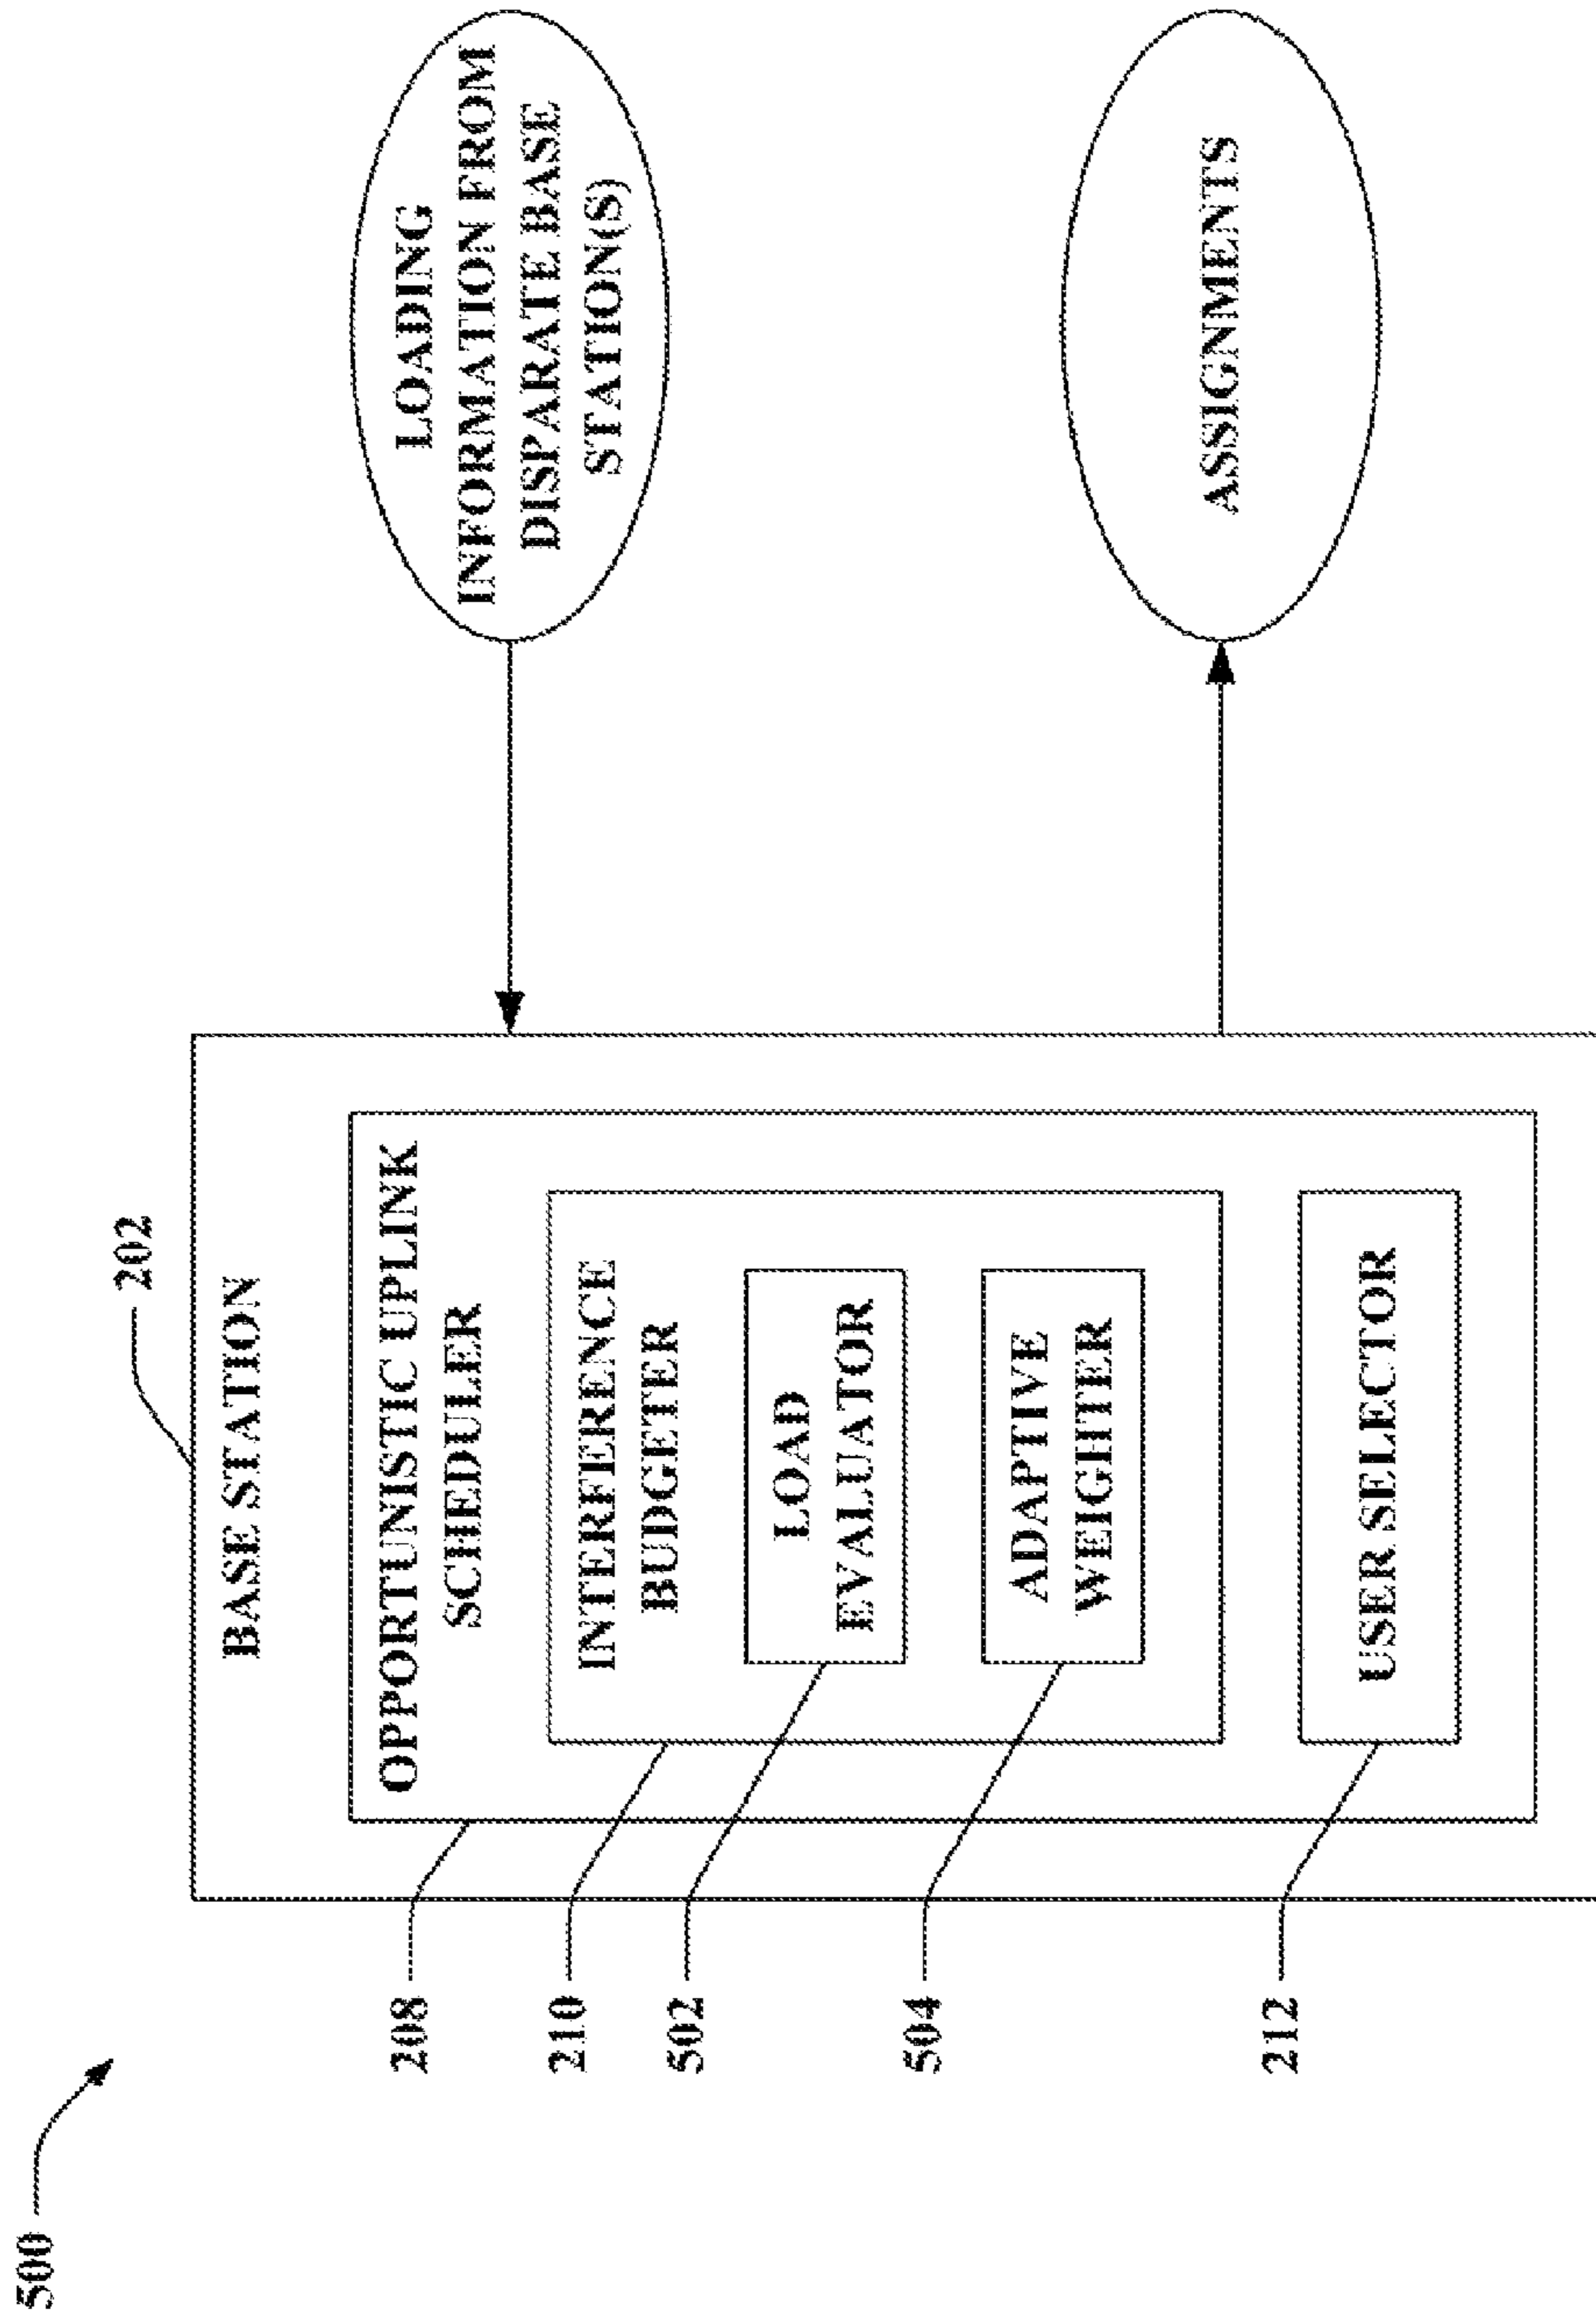 500
202
BASE STATION
208
OPPORTUNISTIC UPLINK
SCHEDULER
210
INTERFERENCE
BUDGETER
502
LOAD
EVALUATOR
504
ADAPTIVE
WEIGHTER
212
USER SELECTOR
LOADING
INFORMATION FROM
DISPARATE BASE
STATION(S)
ASSIGNMENTS